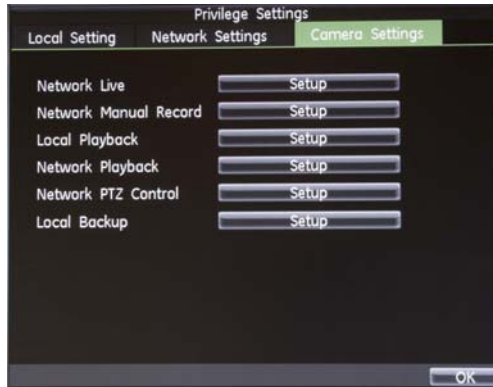 Privilege Settings
Local Setting Network Settings Camera Settings
Network Live Setup
Network Manual Record Setup
Local Playback Setup
Network Playback Setup
Network PTZ Control Setup
Local Backup Setup
OK